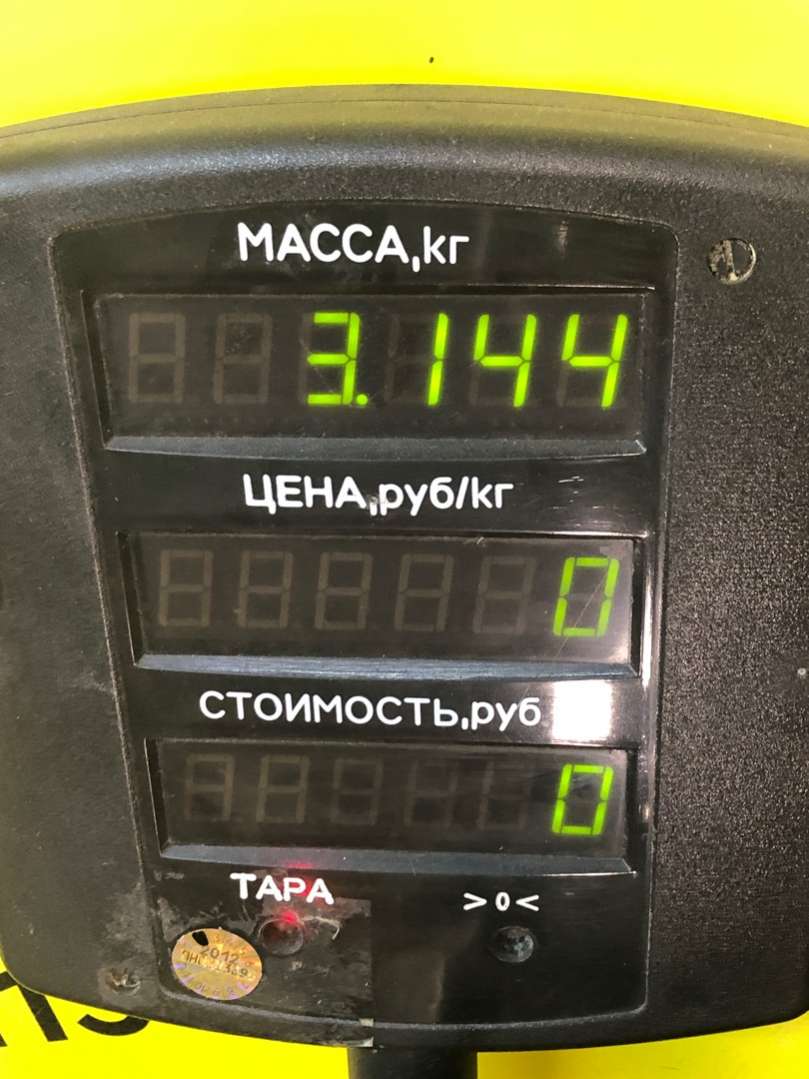 МАССА,кг
3.144
ЦЕНА,руб/кг
0
СТОИМОСТЬ,руб
0
ТАРА >0<